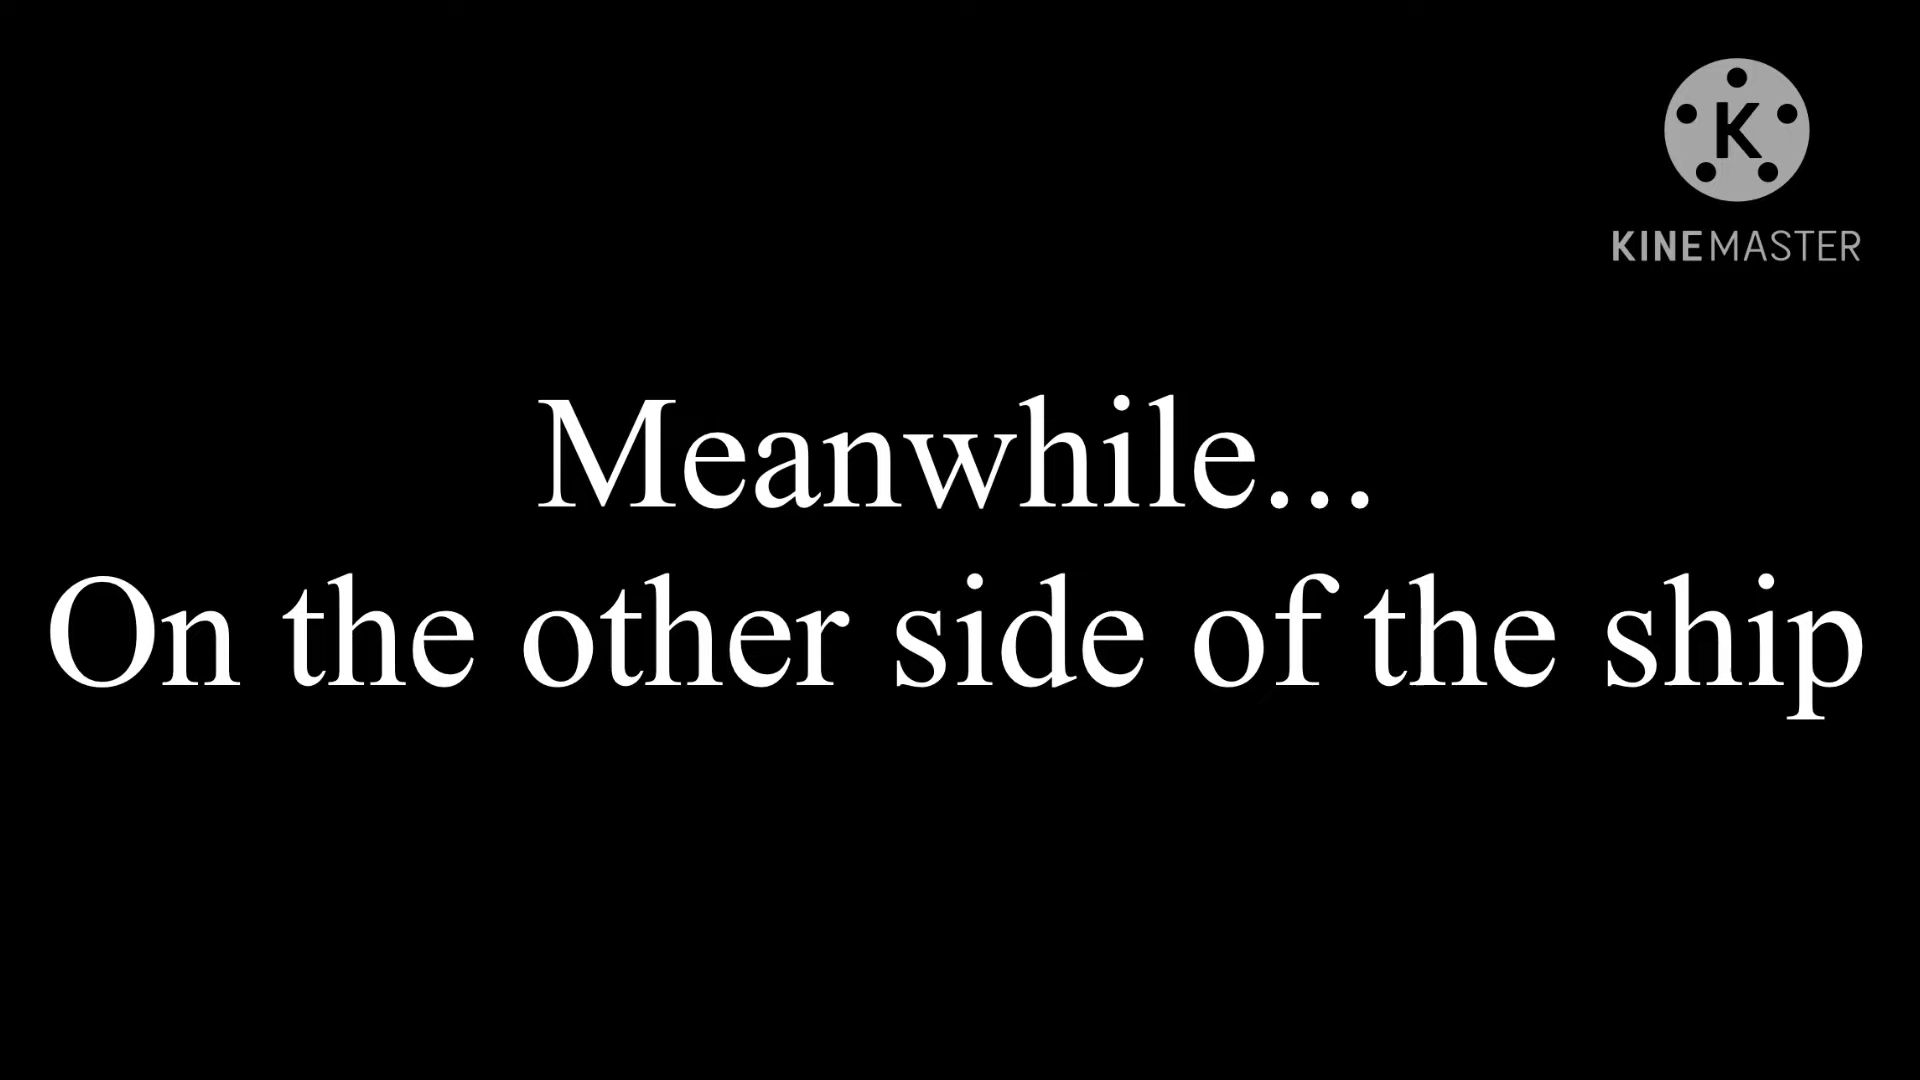 K
KINEMASTER
Meanwhile...
On the other side of the ship